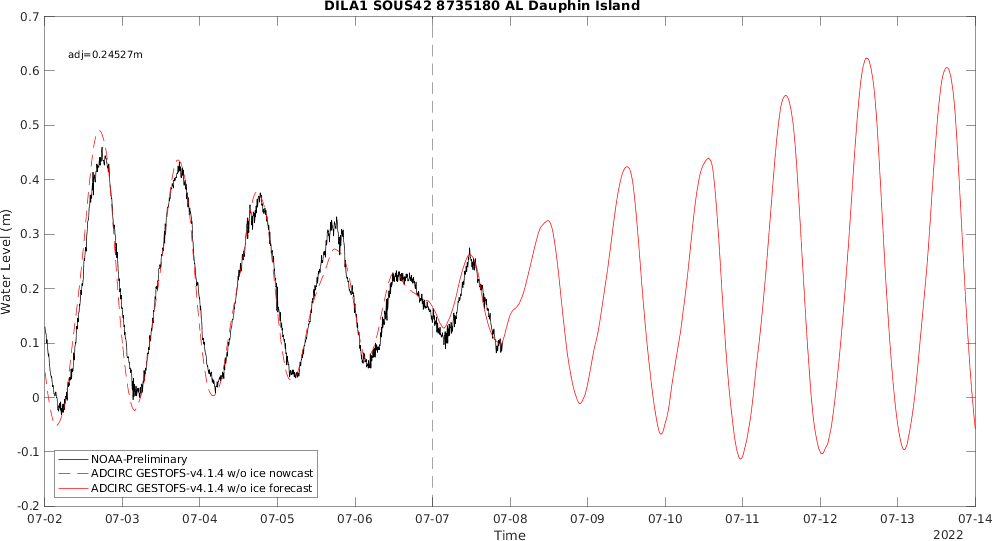 DILA1 SOUS42 8735180 AL Dauphin Island
adj=0.24527m
Water Level (m)
0.7
0.6
0.5
0.4
0.3
0.2
0.1
0
-0.1
-0.2
NOAA-Preliminary
ADCIRC GESTOFS-v4.1.4 w/o ice nowcast
ADCIRC GESTOFS-v4.1.4 w/o ice forecast
07-02 07-03 07-04 07-05 07-06 07-07 07-08 07-09 07-10 07-11 07-12 07-13 07-14
Time
2022